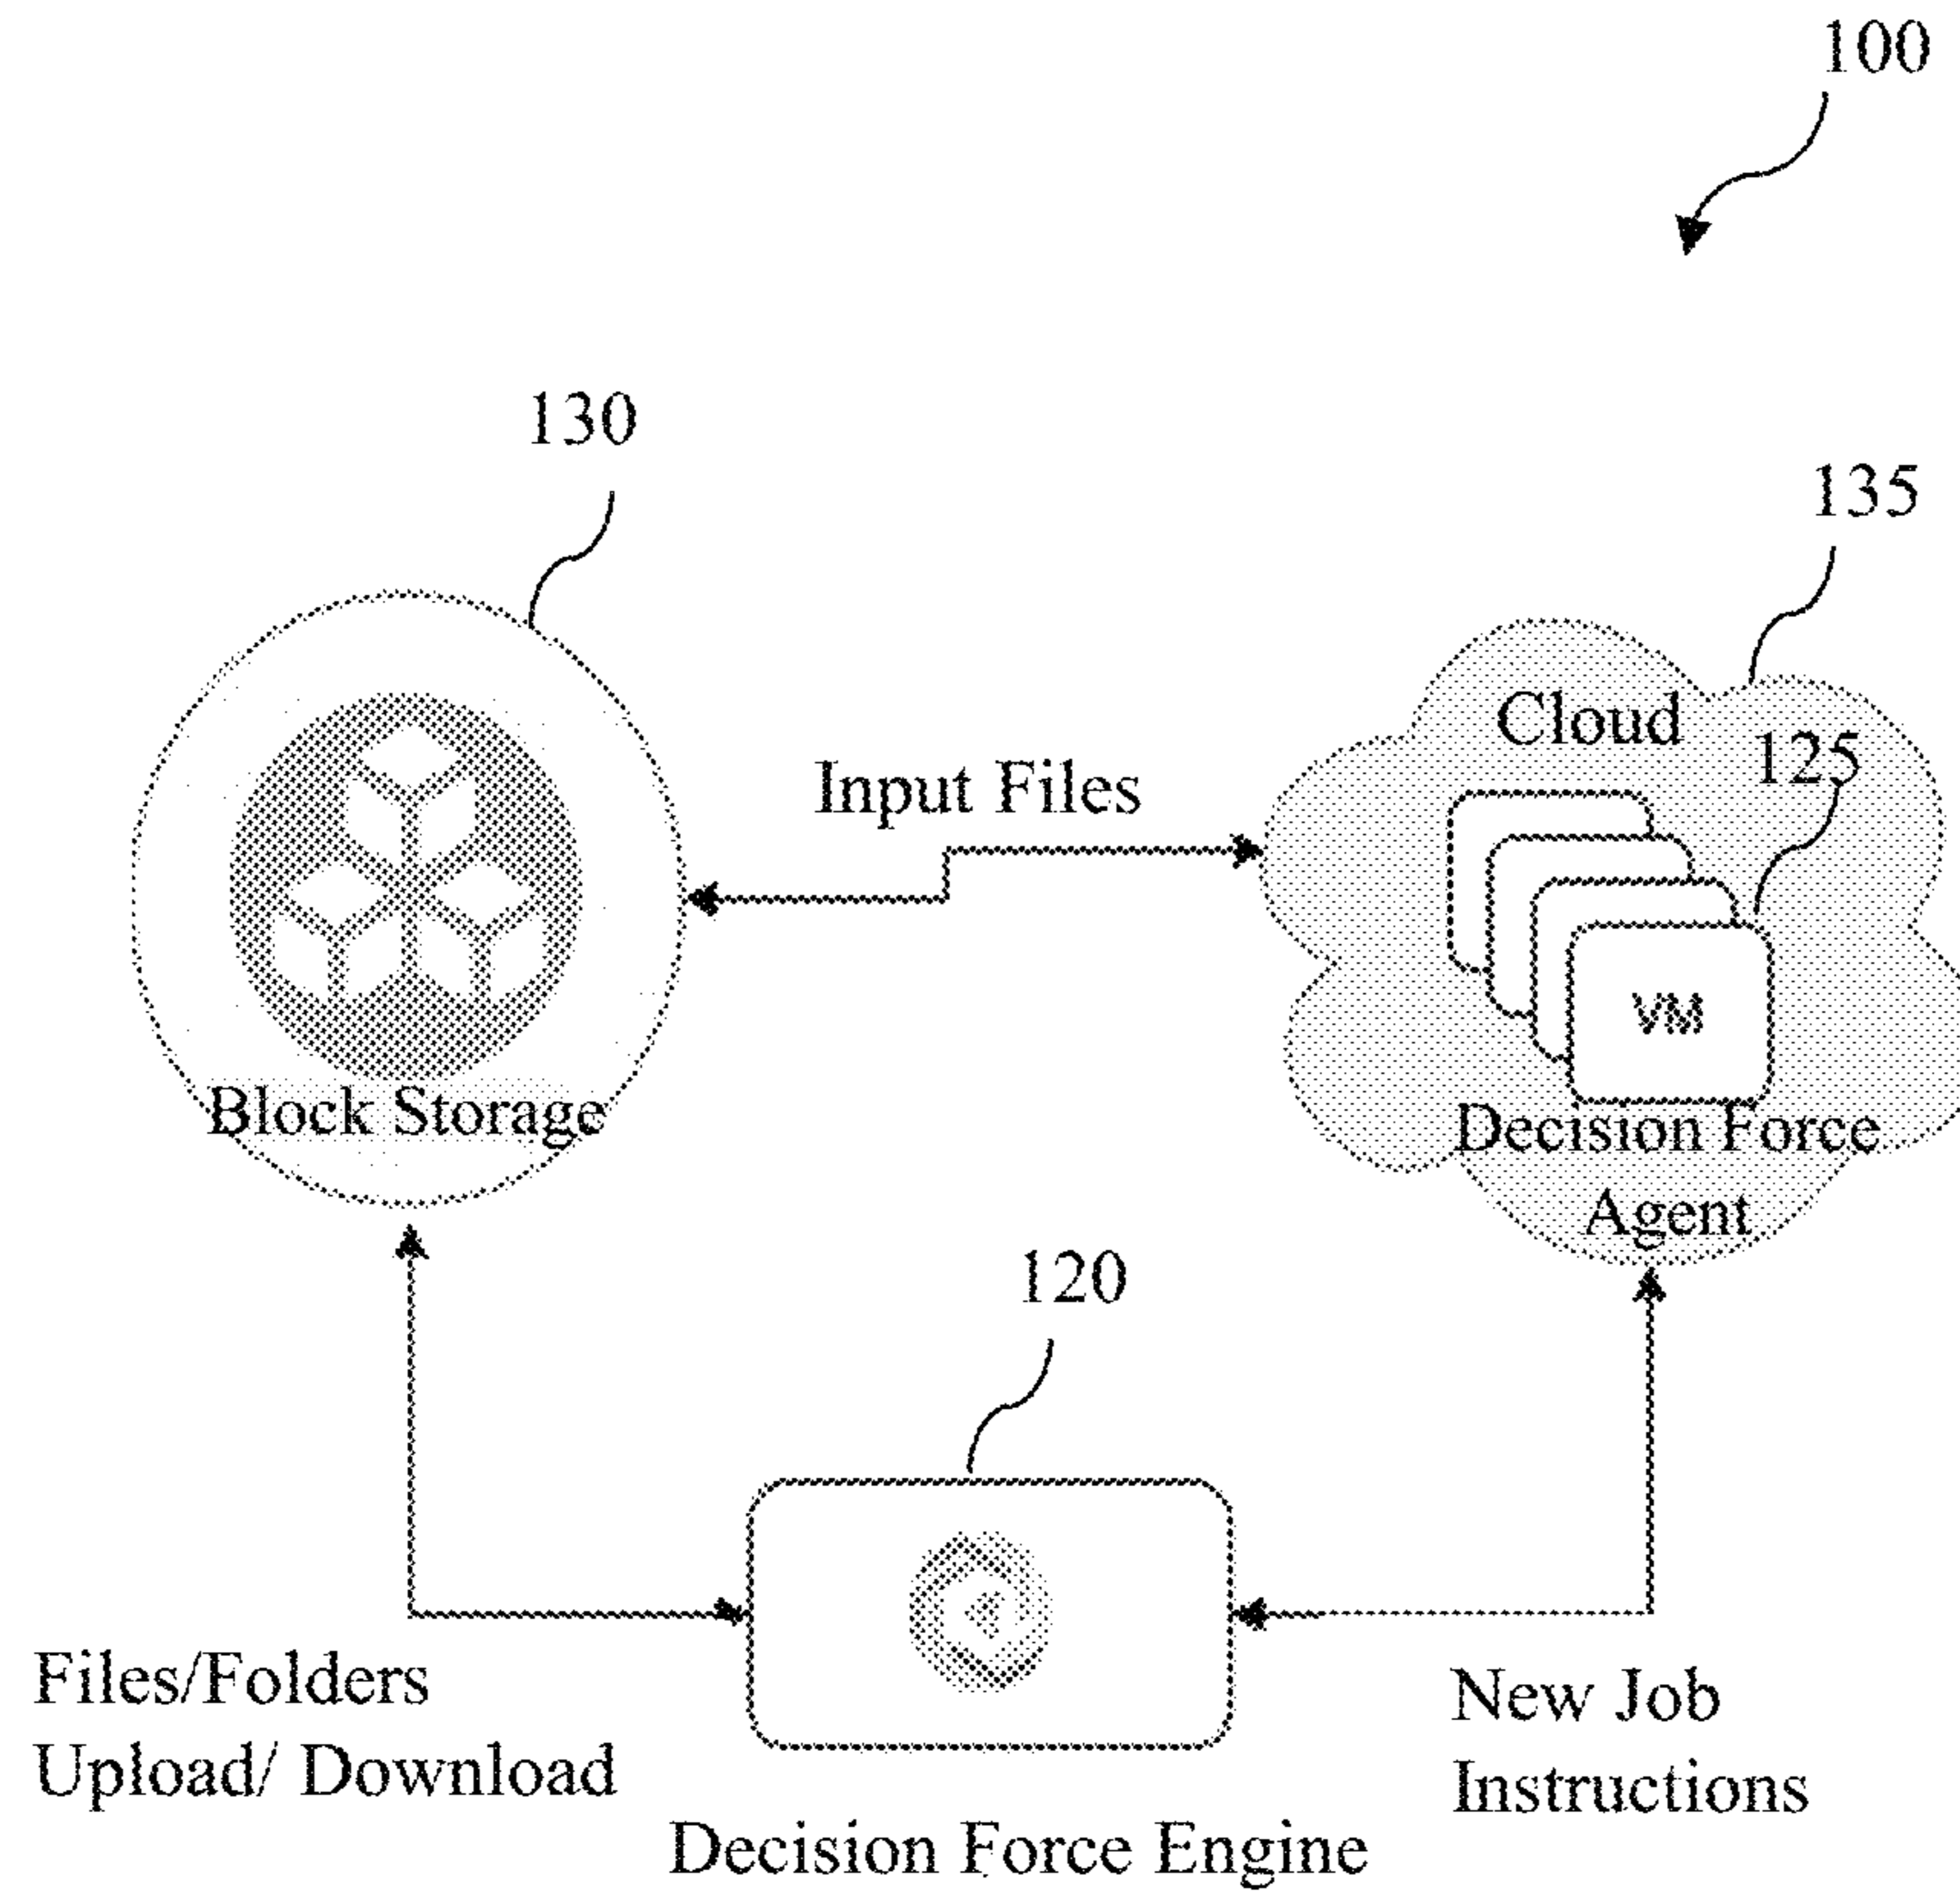 100
130
135
Cloud
125
Input Files
VM
Block Storage
Decision Force
Agent
120
Files/Folders
Upload/ Download
New Job
Instructions
Decision Force Engine